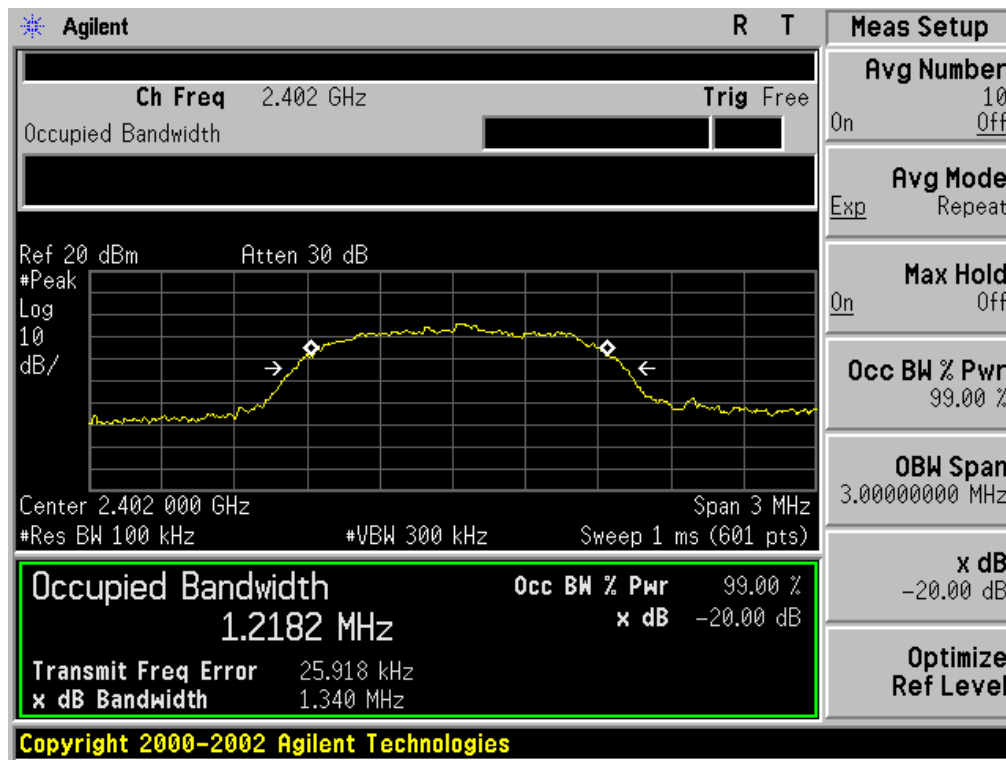 Agilent R T
Ch Freq 2.402 GHz Trig Free
Occupied Bandwidth
Ref 20 dBm Atten 30 dB
#Peak
Log
10
dB/
Center 2.402 000 GHz Span 3 MHz
#Res BW 100 kHz #VBW 300 kHz Sweep 1 ms (601 pts)
Occupied Bandwidth Occ BW % Pwr 99.00 %
1.2182 MHz x dB -20.00 dB
Transmit Freq Error 25.918 kHz
x dB Bandwidth 1.340 MHz
Copyright 2000-2002 Agilent Technologies
Meas Setup
Avg Number
10
On Off
Avg Mode
Exp Repeat
Max Hold
On Off
Occ BW % Pwr
99.00 %
OBW Span
3.00000000 MHz
x dB
-20.00 dB
Optimize
Ref Level